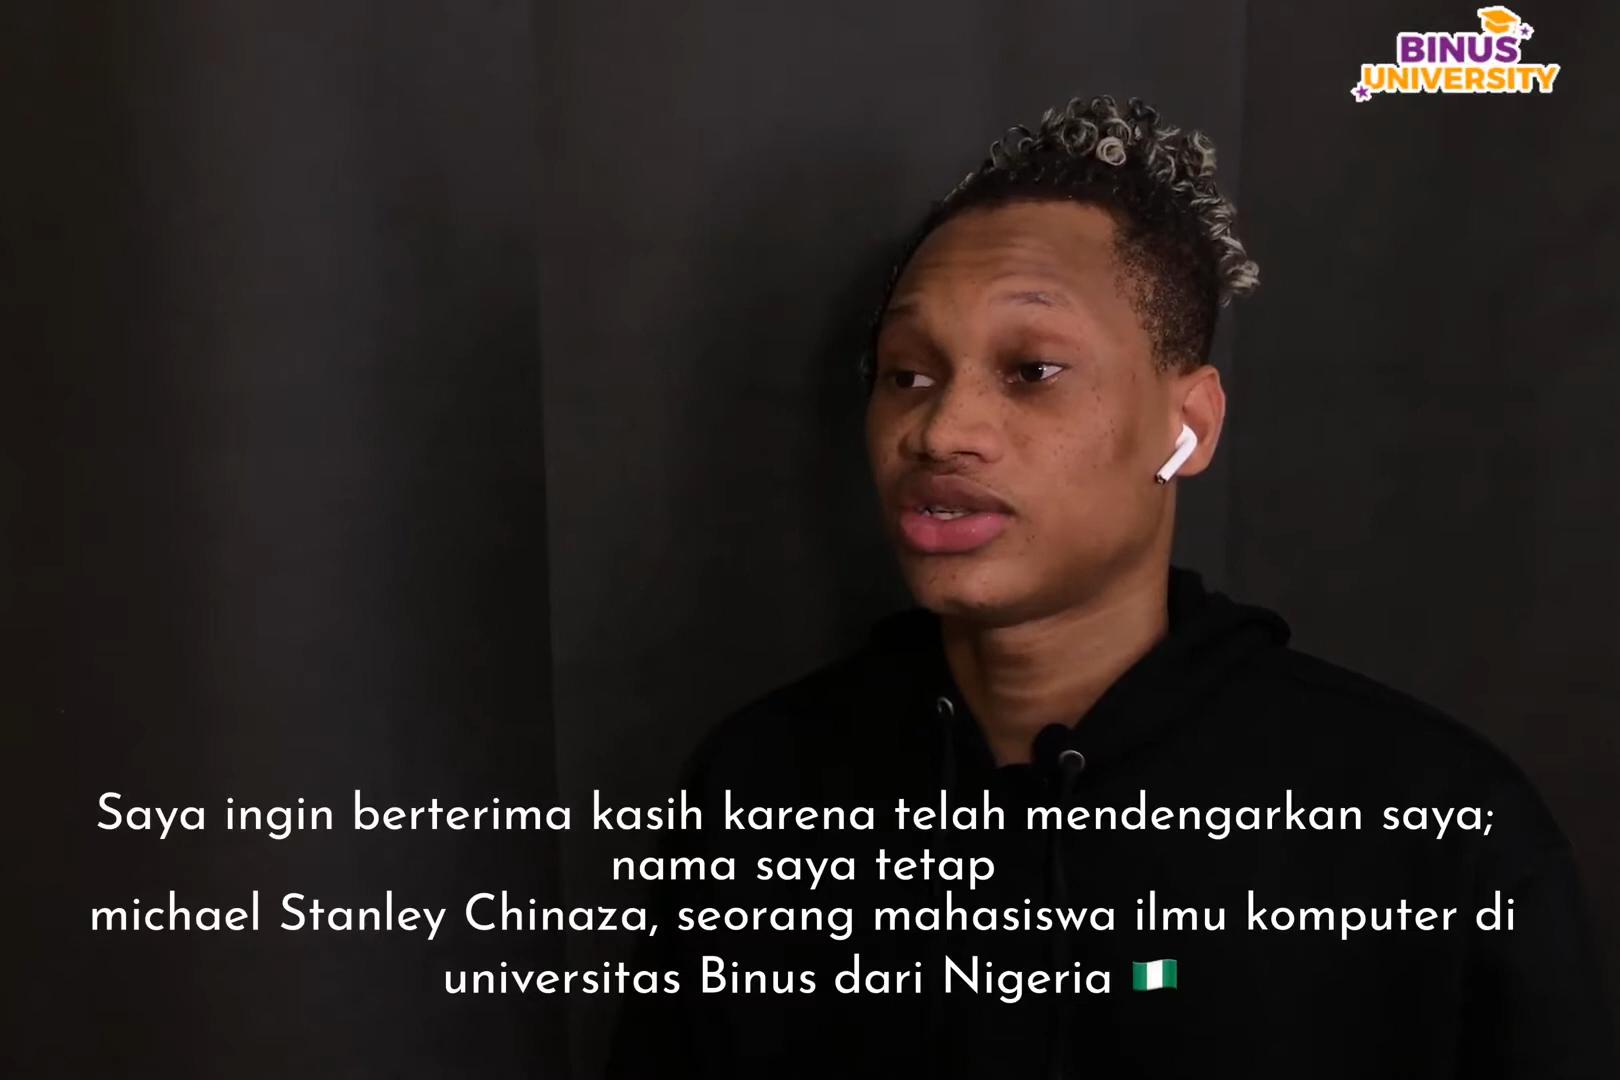 BINUS
UNIVERSITY
Saya ingin berterima kasih karena telah mendengarkan saya;
nama saya tetap
michael Stanley Chinaza, seorang mahasiswa ilmu komputer di
universitas Binus dari Nigeria 🇳🇬